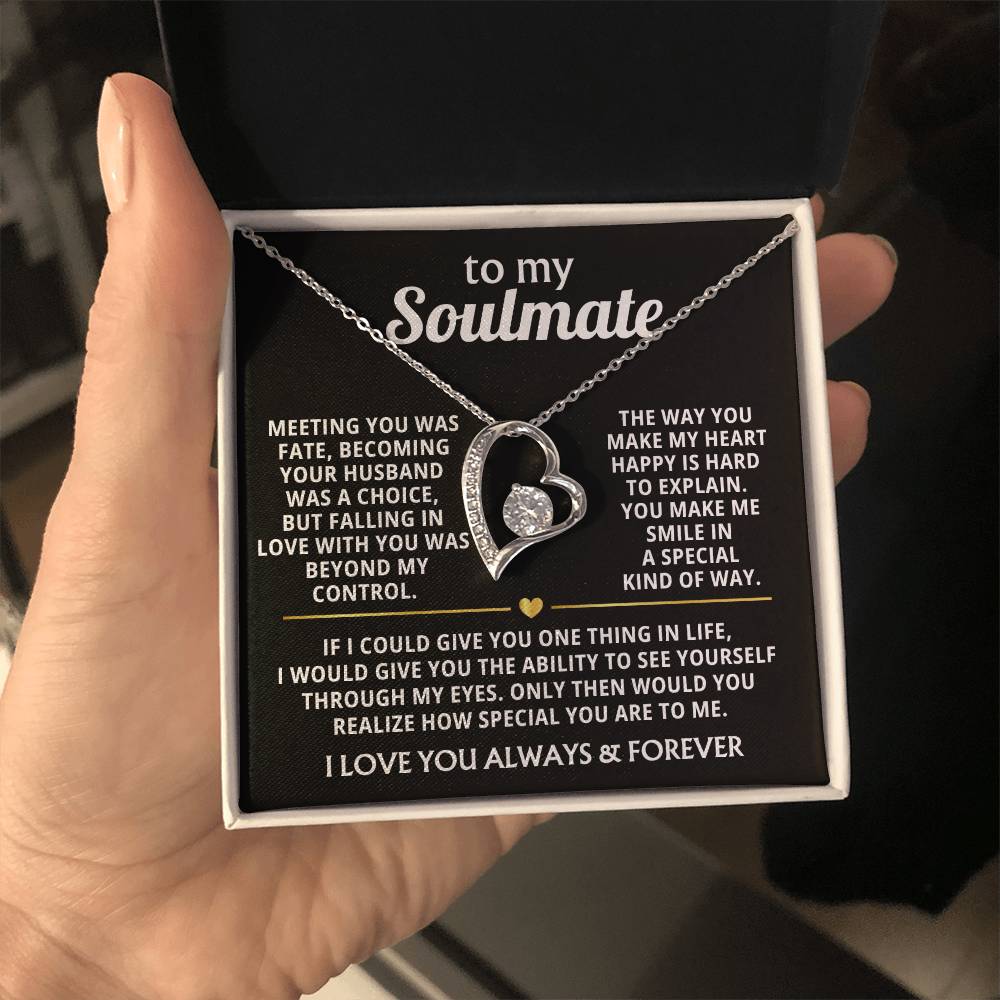 to my
Soulmate
MEETING YOU WAS
FATE, BECOMING
YOUR HUSBAND
WAS A CHOICE,
BUT FALLING IN
LOVE WITH YOU WAS
BEYOND MY
CONTROL.
THE WAY YOU
MAKE MY HEART
HAPPY IS HARD
TO EXPLAIN.
YOU MAKE ME
SMILE IN
A SPECIAL
KIND OF WAY.
IF I COULD GIVE YOU ONE THING IN LIFE,
I WOULD GIVE YOU THE ABILITY TO SEE YOURSELF
THROUGH MY EYES. ONLY THEN WOULD YOU
REALIZE HOW SPECIAL YOU ARE TO ME.
I LOVE YOU ALWAYS & FOREVER